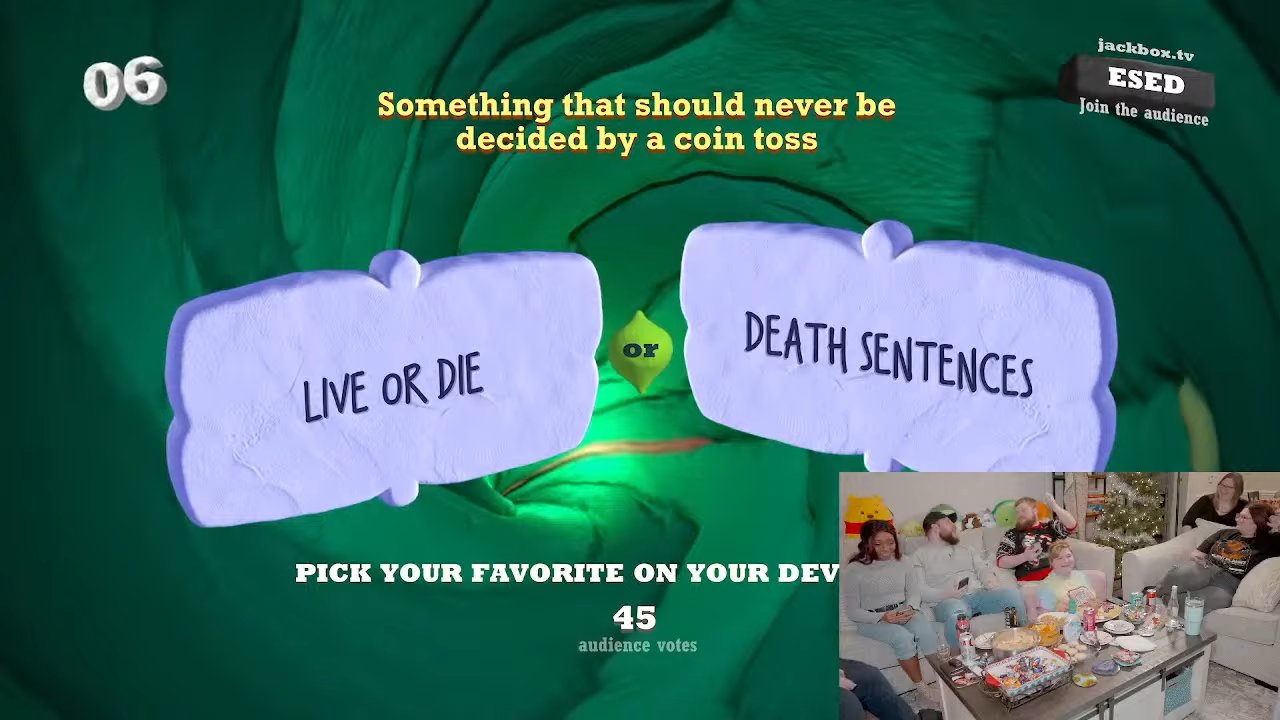 06
jackbox.tv
ESED
Join the audience
Something that should never be
decided by a coin toss
LIVE OR DIE
or
DEATH SENTENCES
PICK YOUR FAVORITE ON YOUR DEV
45
audience votes